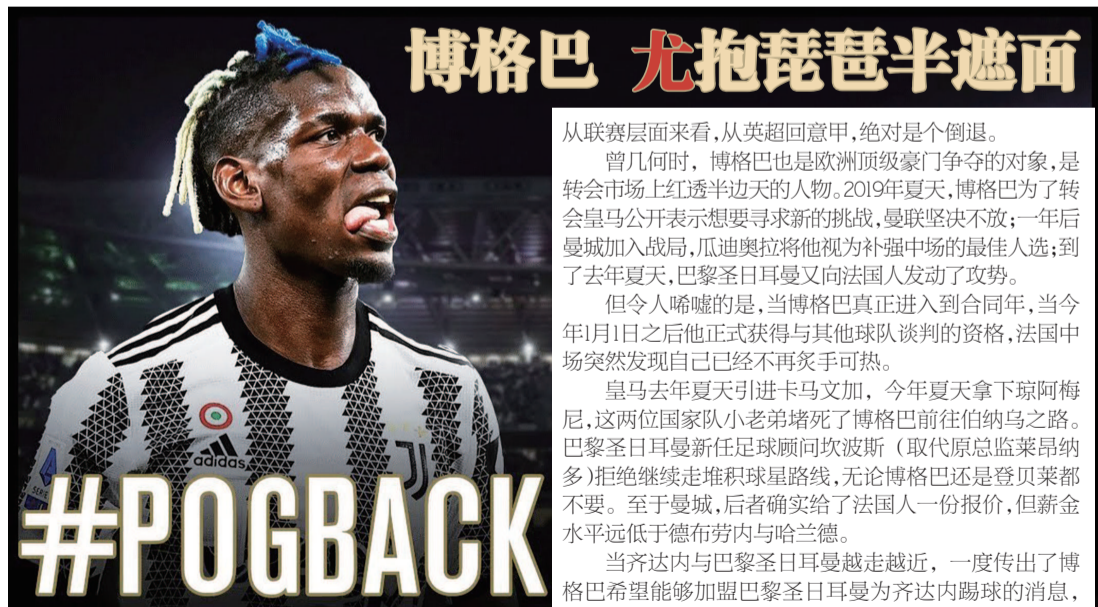 博格巴 尤抱琵琶半遮面
从联赛层面来看,从英超回意甲,绝对是个倒退。
曾几何时,博格巴也是欧洲顶级豪门争夺的对象,是
转会市场上红透半边天的人物。2019年夏天,博格巴为了转
会皇马公开表示想要寻求新的挑战,曼联坚决不放;一年后
曼城加入战局,瓜迪奥拉将他视为补强中场的最佳人选;到
了去年夏天,巴黎圣日耳曼又向法国人发动了攻势。
但令人唏嘘的是,当博格巴真正进入到合同年,当今
年1月1日之后他正式获得与其他球队谈判的资格,法国中
场突然发现自己已经不再炙手可热。
皇马去年夏天引进卡马文加,今年夏天拿下琼阿梅
尼,这两位国家队小老弟堵死了博格巴前往伯纳乌之路。
巴黎圣日耳曼新任足球顾问坎波斯(取代原总监莱昂纳
多)拒绝继续走堆积球星路线,无论博格巴还是登贝莱都
不要。至于曼城,后者确实给了法国人一份报价,但薪金
水平远低于德布劳内与哈兰德。
当齐达内与巴黎圣日耳曼越走越近,一度传出了博
格巴希望能够加盟巴黎圣日耳曼为齐达内踢球的消息,
adidas
SERIE
#POGBACK